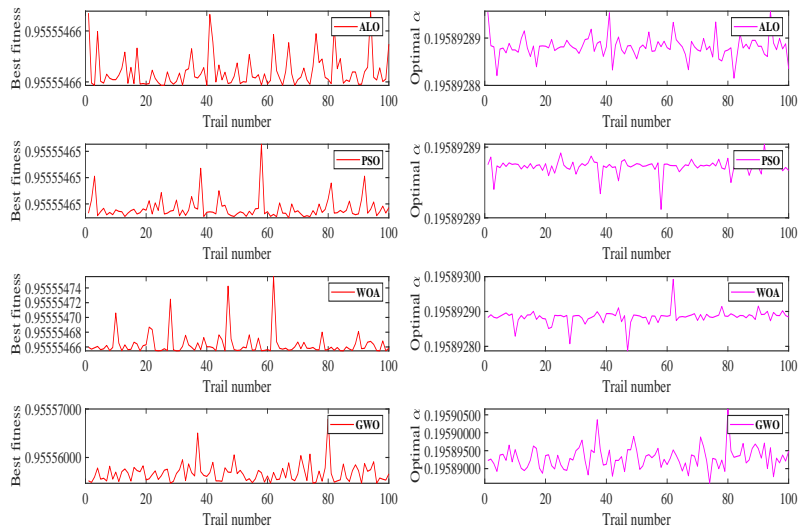 Best fitness
0.95555466
0.95555466
ALO
0 20 40 60 80 100
Trail number
Optimal α
0.19589289
0.19589288
ALO
0 20 40 60 80 100
Trail number
Best fitness
0.95555465
0.95555465
0.95555465
PSO
0 20 40 60 80 100
Trail number
Optimal α
0.19589289
0.19589289
PSO
0 20 40 60 80 100
Trail number
Best fitness
0.95555474
0.95555472
0.95555470
0.95555468
0.95555466
WOA
0 20 40 60 80 100
Trail number
Optimal α
0.19589300
0.19589290
0.19589280
WOA
0 20 40 60 80 100
Trail number
Best fitness
0.95557000
0.95556000
GWO
0 20 40 60 80 100
Trail number
Optimal α
0.19590500
0.19590000
0.19589500
0.19589000
GWO
0 20 40 60 80 100
Trail number